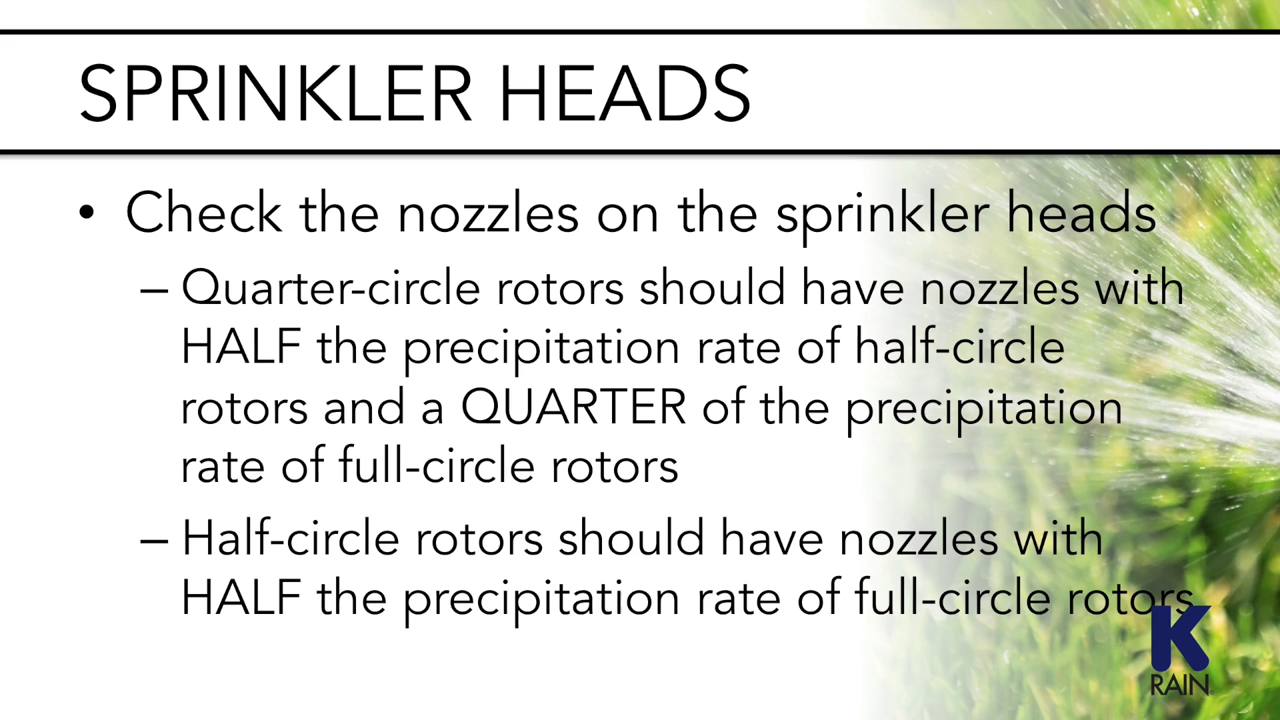 SPRINKLER HEADS
• Check the nozzles on the sprinkler heads
– Quarter-circle rotors should have nozzles with
HALF the precipitation rate of half-circle
rotors and a QUARTER of the precipitation
rate of full-circle rotors
– Half-circle rotors should have nozzles with
HALF the precipitation rate of full-circle rotors
K
RAIN